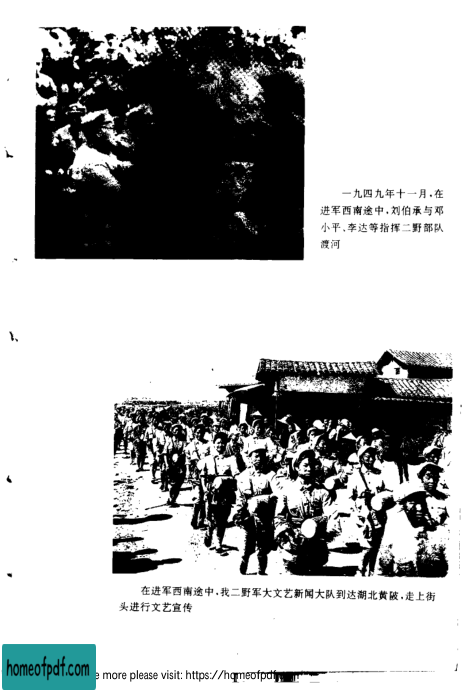 一九四九年十一月，在
进军西南途中，刘伯承与邓
小平、李达等指挥二野部队
渡河
在进军西南途中，我二野军大文艺新闻大队到达湖北黄陂，走上街
头进行文艺宣传
homeofpdf.com
e more please visit: https://homeofpdf
1